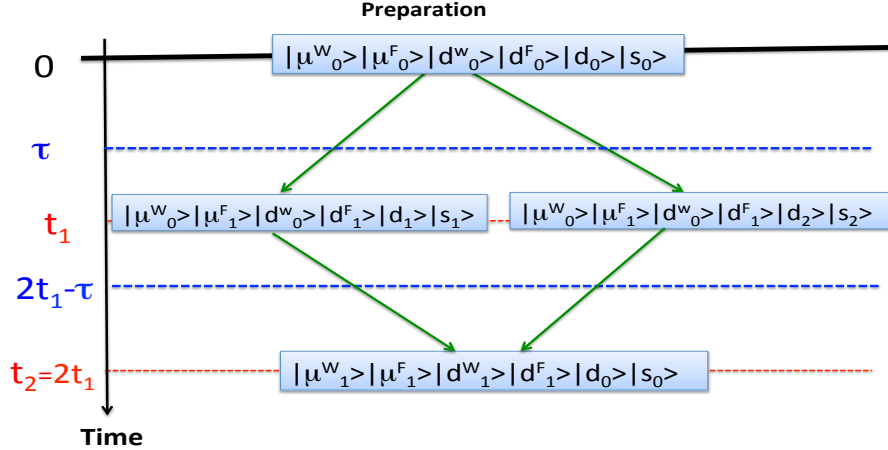 Preparation
0
|μᵂ₀>|μᶠ₀>|dʷ₀>|dᶠ₀>|d₀>|s₀>
τ
t₁
|μᵂ₀>|μᶠ₁>|dʷ₀>|dᶠ₁>|d₁>|s₁>
|μᵂ₀>|μᶠ₁>|dʷ₀>|dᶠ₁>|d₂>|s₂>
2t₁-τ
t₂=2t₁
|μᵂ₁>|μᶠ₁>|dᵂ₁>|dᶠ₁>|d₀>|s₀>
Time